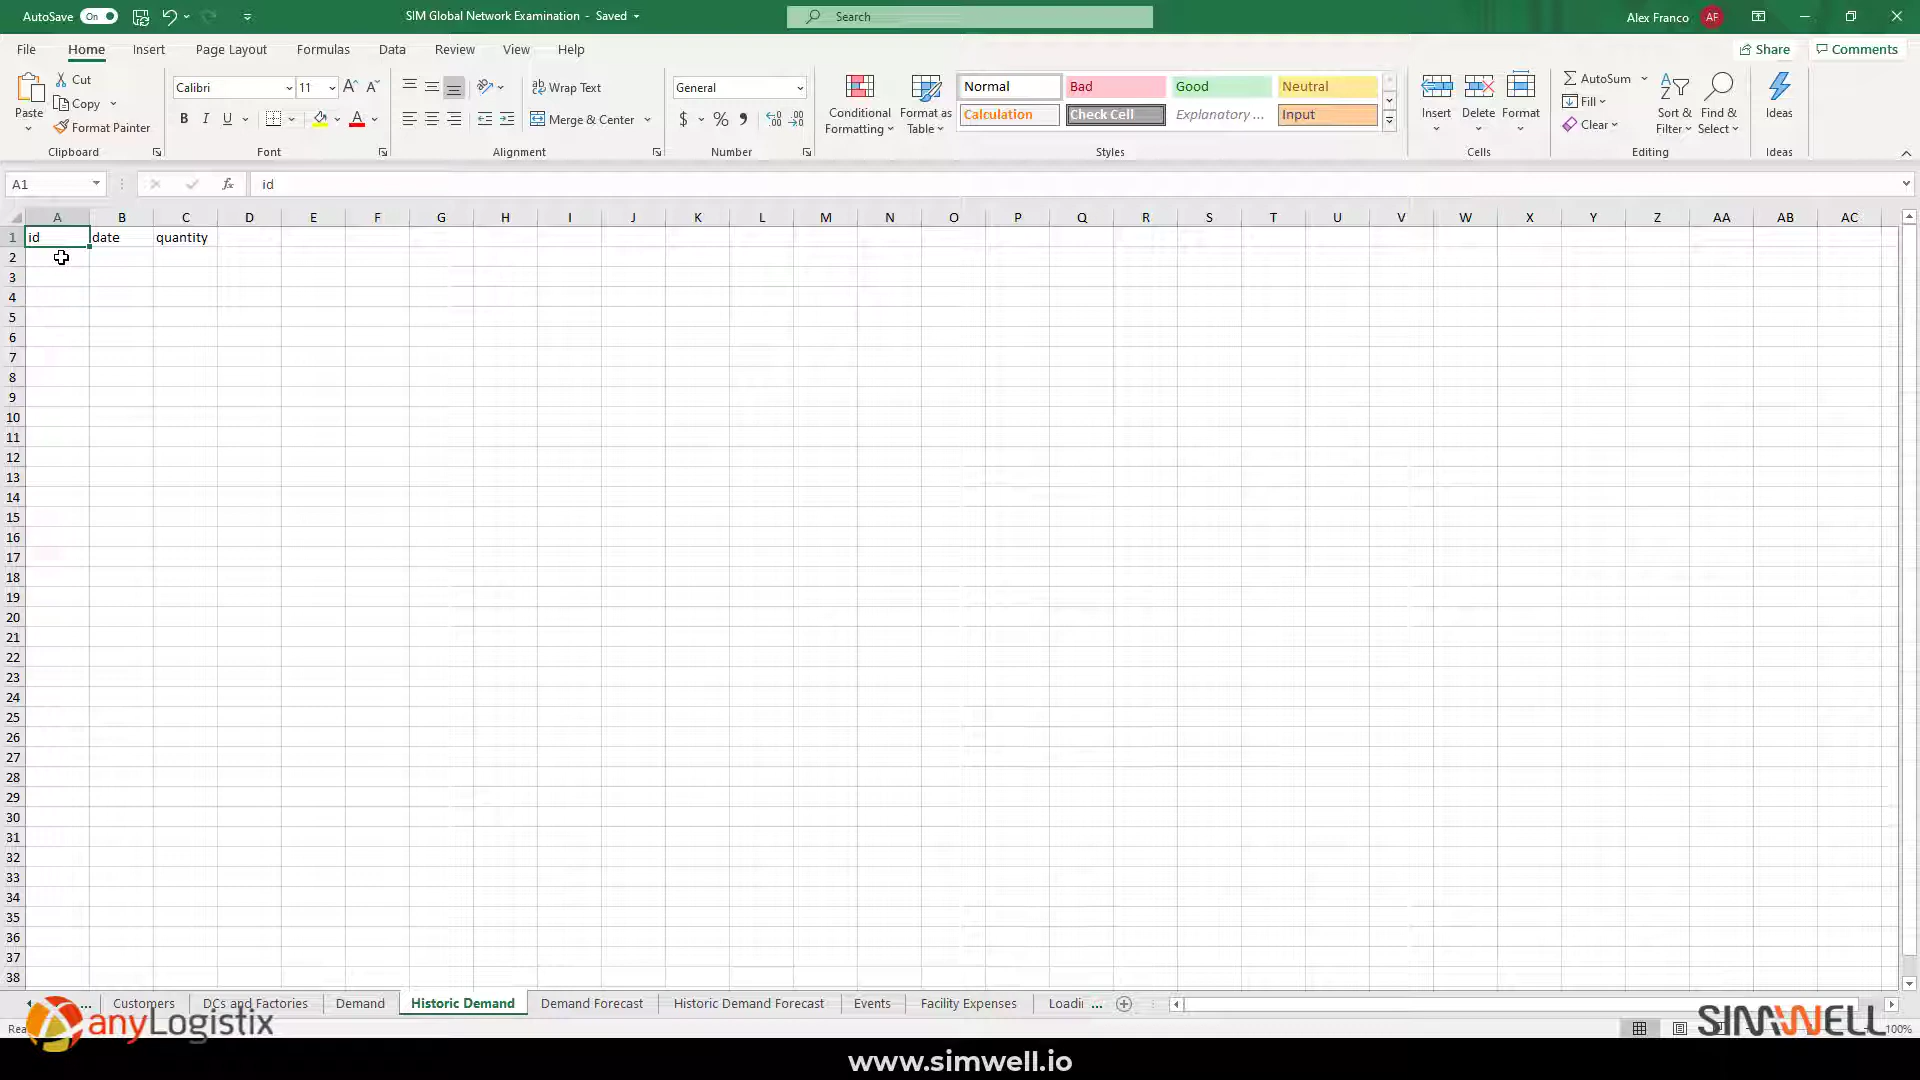 AutoSave On SIM Global Network Examination - Saved Search Alex Franco AF
File Home Insert Page Layout Formulas Data Review View Help Share Comments
Paste Cut Copy Format Painter Clipboard
Calibri 11 A A B I U A Font
Wrap Text Merge & Center Alignment
General $ % Number
Conditional Formatting Format as Table Normal Bad Good Neutral Calculation Check Cell Explanatory ... Input Styles
Insert Delete Format Cells
AutoSum Fill Clear Sort & Filter Find & Select Editing
Ideas Ideas
A1 fx id
A B C D E F G H I J K L M N O P Q R S T U V W X Y Z AA AB AC
1 id date quantity
2
3
4
5
6
7
8
9
10
11
12
13
14
15
16
17
18
19
20
21
22
23
24
25
26
27
28
29
30
31
32
33
34
35
36
37
38
... Customers DCs and Factories Demand Historic Demand Demand Forecast Historic Demand Forecast Events Facility Expenses Loadi ...
anyLogistix SIMWELL 100%
www.simwell.io